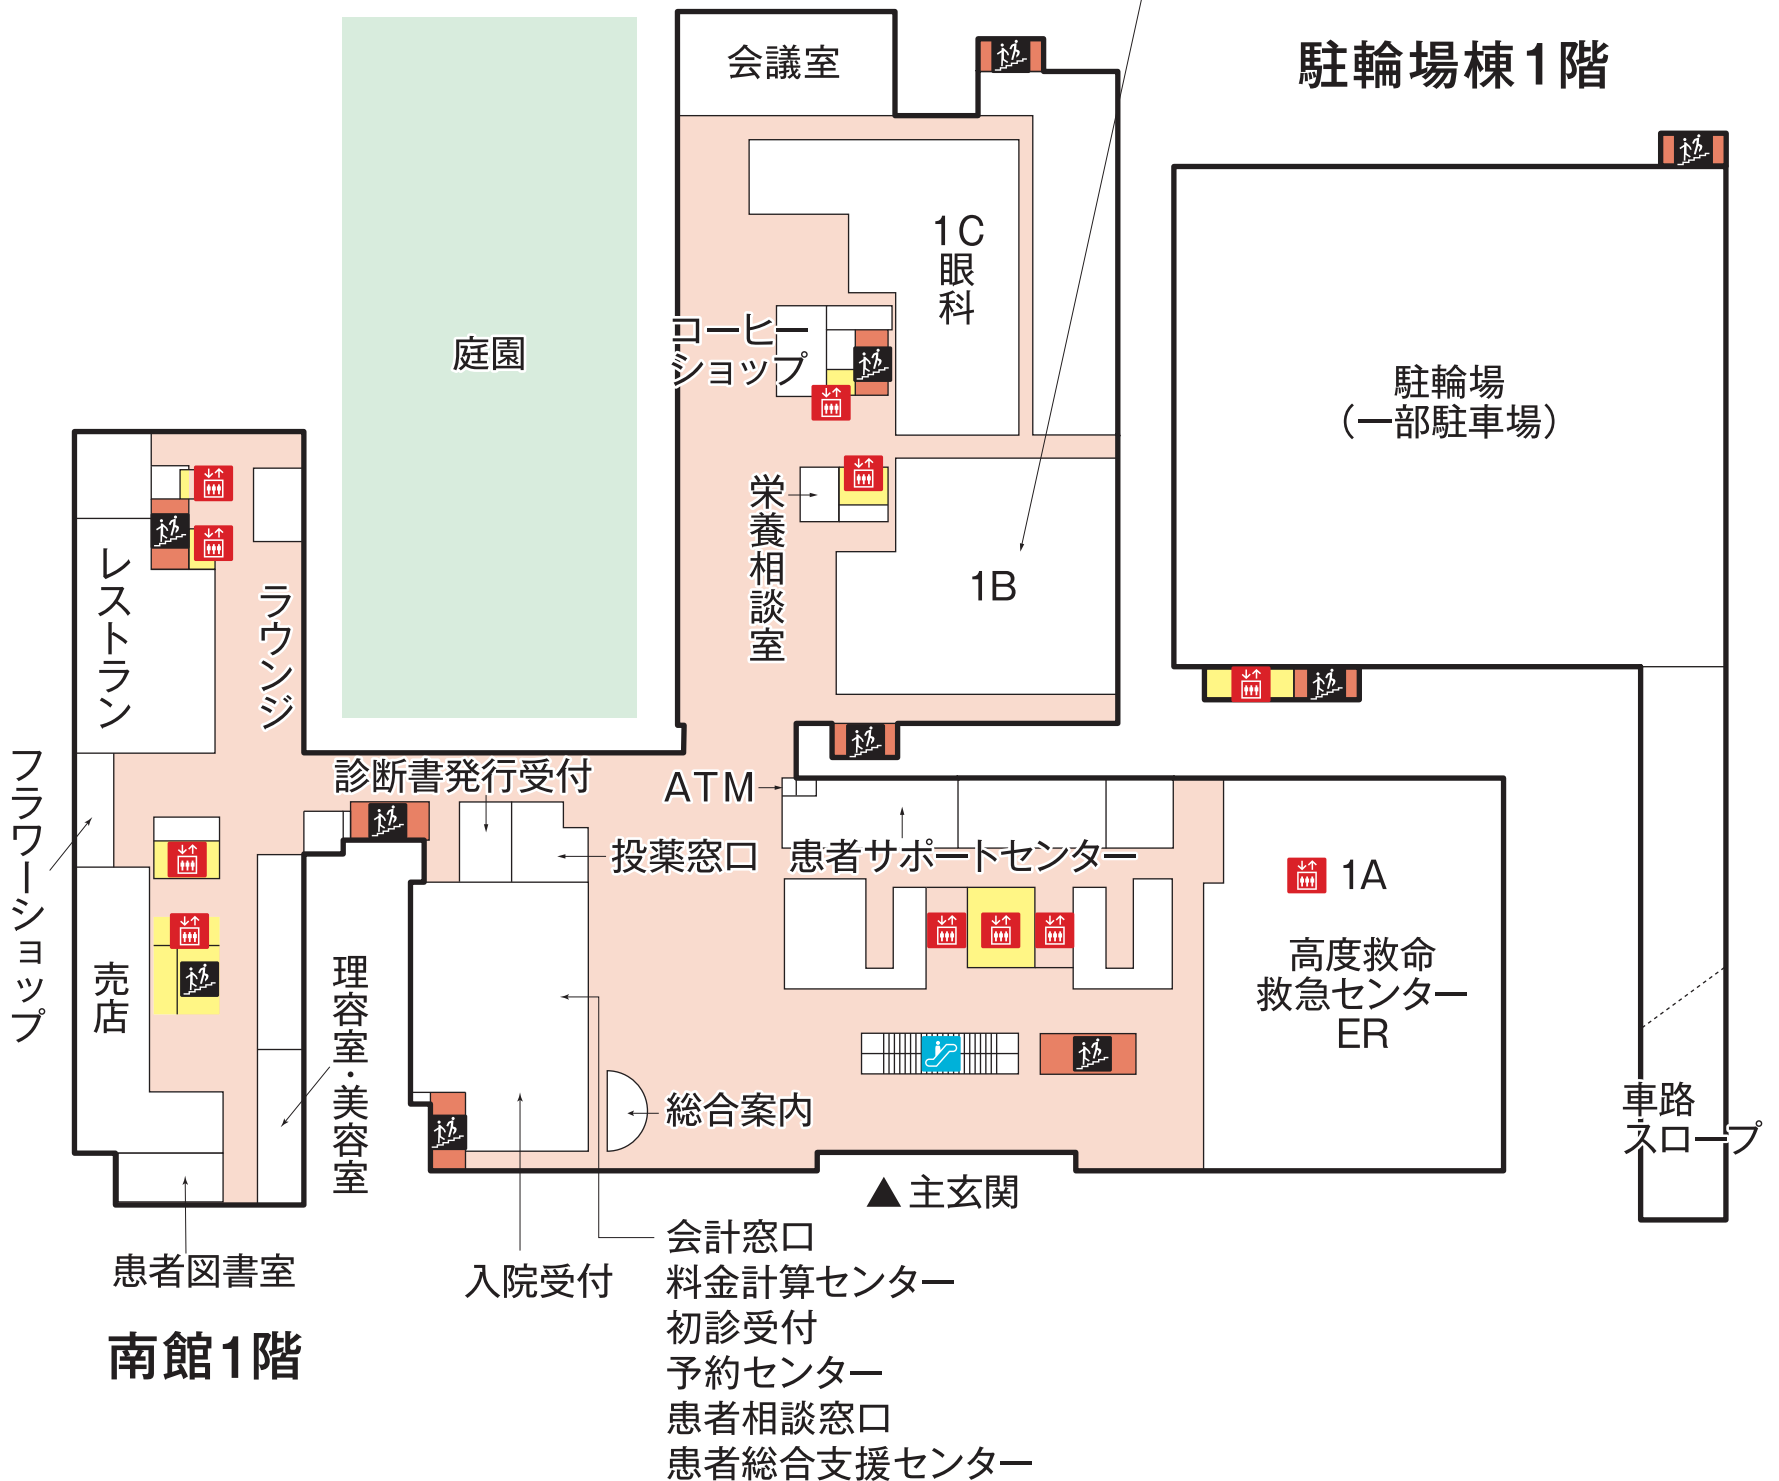 駐輪場棟1階
会議室
1C
眼科
コーヒー
ショップ
庭園
駐輪場
（一部駐車場）
栄養相談室
1B
レストラン
ラウンジ
フラワーショップ
診断書発行受付
ATM
投薬窓口
患者サポートセンター
1A
高度救命
救急センター
ER
売店
理容室・美容室
総合案内
車路
スロープ
▲主玄関
患者図書室
入院受付
会計窓口
料金計算センター
初診受付
予約センター
患者相談窓口
患者総合支援センター
南館1階